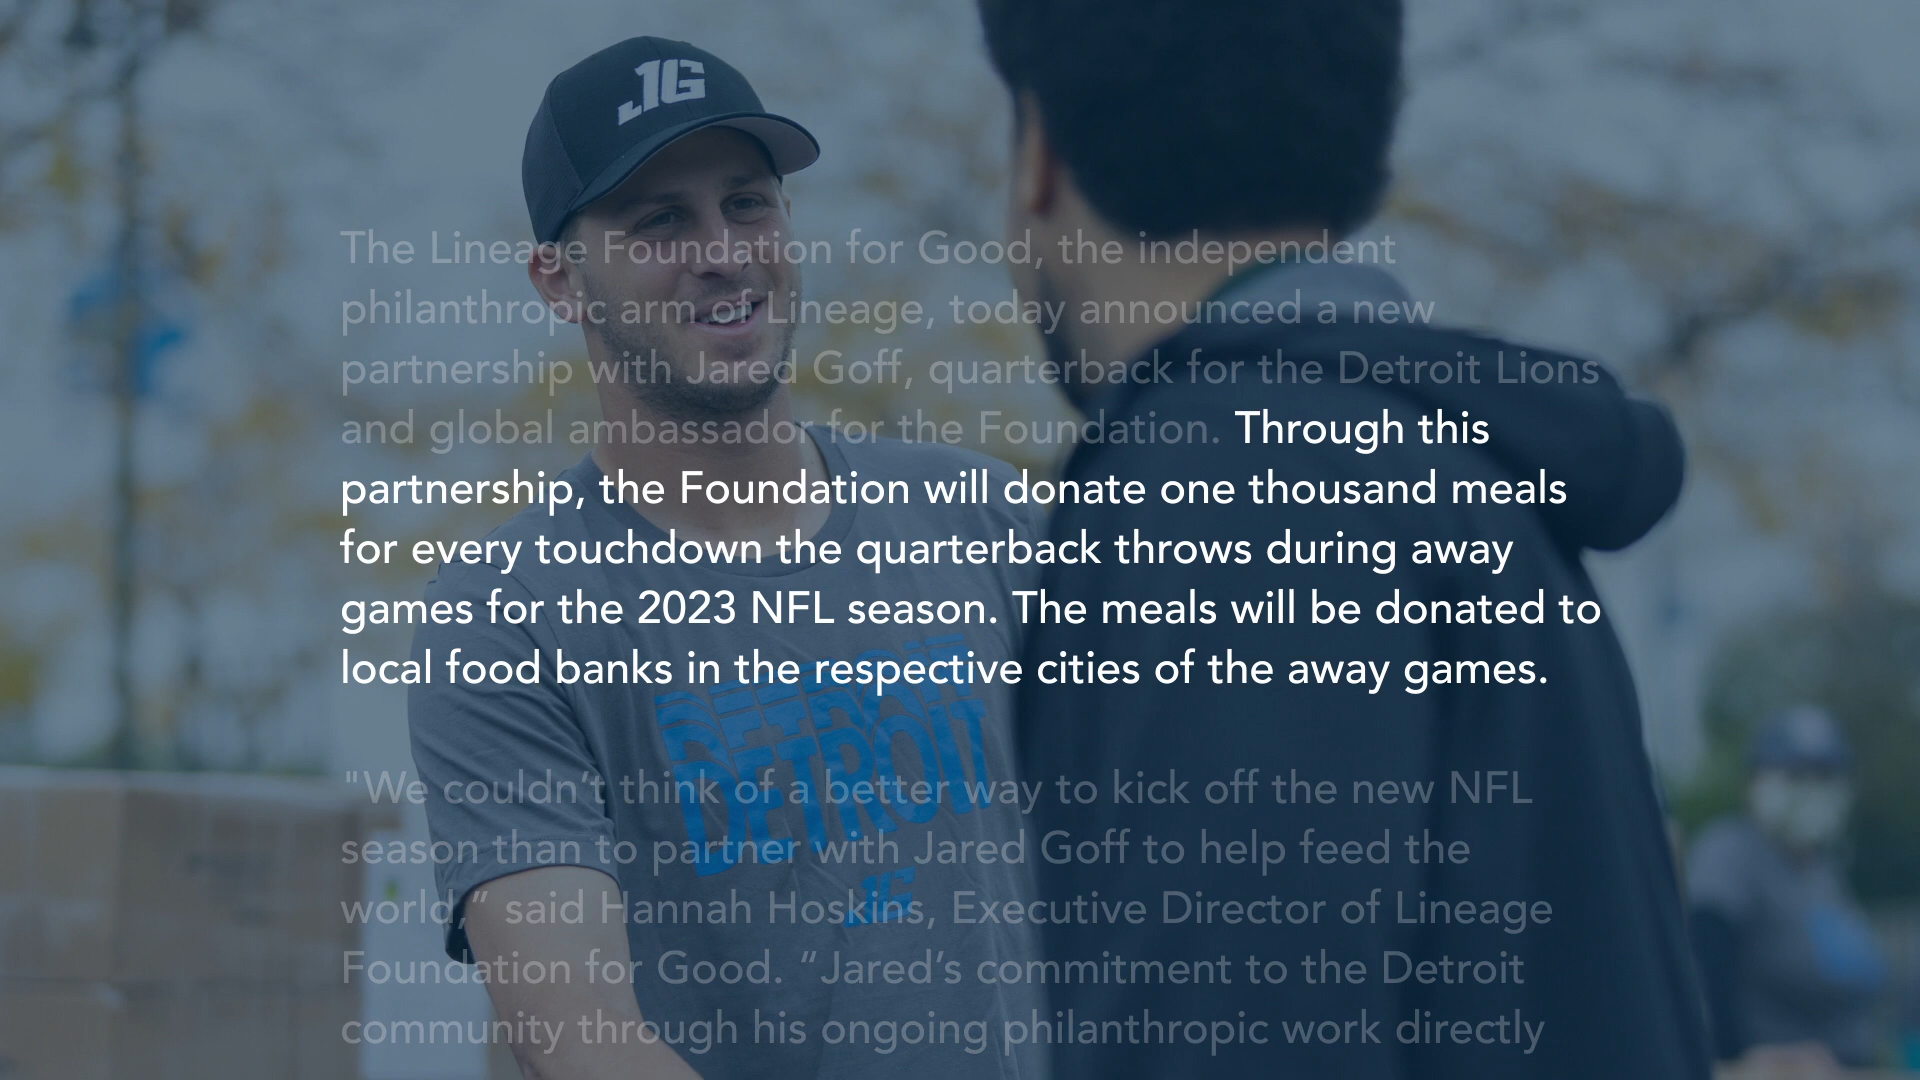 JG
The Lineage Foundation for Good, the independent
philanthropic arm of Lineage, today announced a new
partnership with Jared Goff, quarterback for the Detroit Lions
and global ambassador for the Foundation. Through this
partnership, the Foundation will donate one thousand meals
for every touchdown the quarterback throws during away
games for the 2023 NFL season. The meals will be donated to
local food banks in the respective cities of the away games.
DETROIT
DETROIT
JG
"We couldn’t think of a better way to kick off the new NFL
season than to partner with Jared Goff to help feed the
world,” said Hannah Hoskins, Executive Director of Lineage
Foundation for Good. “Jared’s commitment to the Detroit
community through his ongoing philanthropic work directly